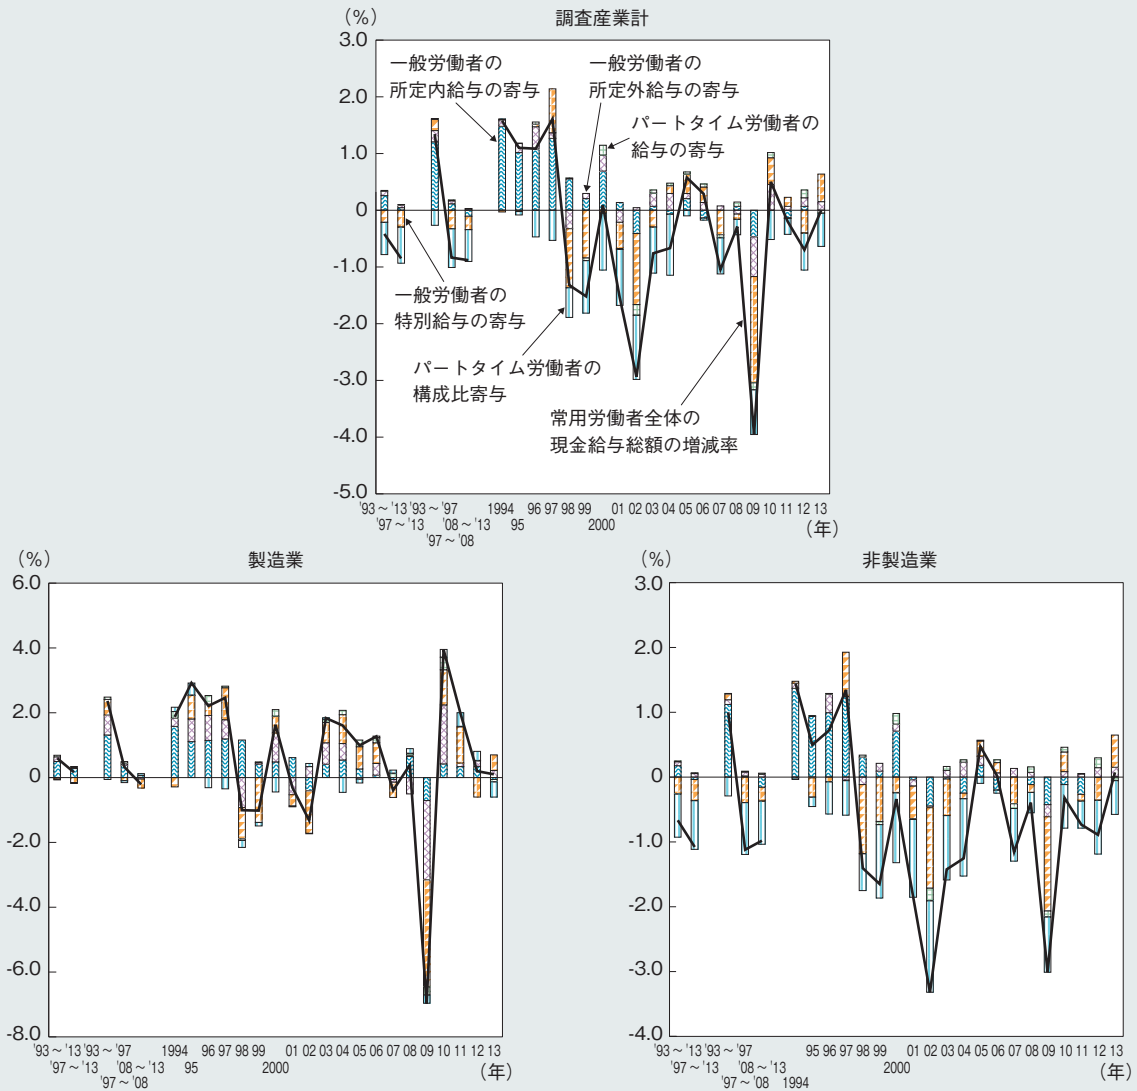 調査産業計
(%)
3.0
2.0
1.0
0
-1.0
-2.0
-3.0
-4.0
-5.0
一般労働者の
所定内給与の寄与
一般労働者の
所定外給与の寄与
パートタイム労働者の
給与の寄与
一般労働者の
特別給与の寄与
パートタイム労働者の
構成比寄与
常用労働者全体の
現金給与総額の増減率
'93～'13 '93～'97 1994 96 97 98 99 01 02 03 04 05 06 07 08 09 10 11 12 13
'97～'13 '08～'13 95 2000 (年)
'97～'08
製造業
(%)
6.0
4.0
2.0
0
-2.0
-4.0
-6.0
-8.0
'93～'13 '93～'97 1994 96 97 98 99 01 02 03 04 05 06 07 08 09 10 11 12 13
'97～'13 '08～'13 95 2000 (年)
'97～'08
非製造業
(%)
3.0
2.0
1.0
0
-1.0
-2.0
-3.0
-4.0
'93～'13 '93～'97 95 96 97 98 99 01 02 03 04 05 06 07 08 09 10 11 12 13
'97～'13 '08～'13 2000 (年)
'97～'08 1994